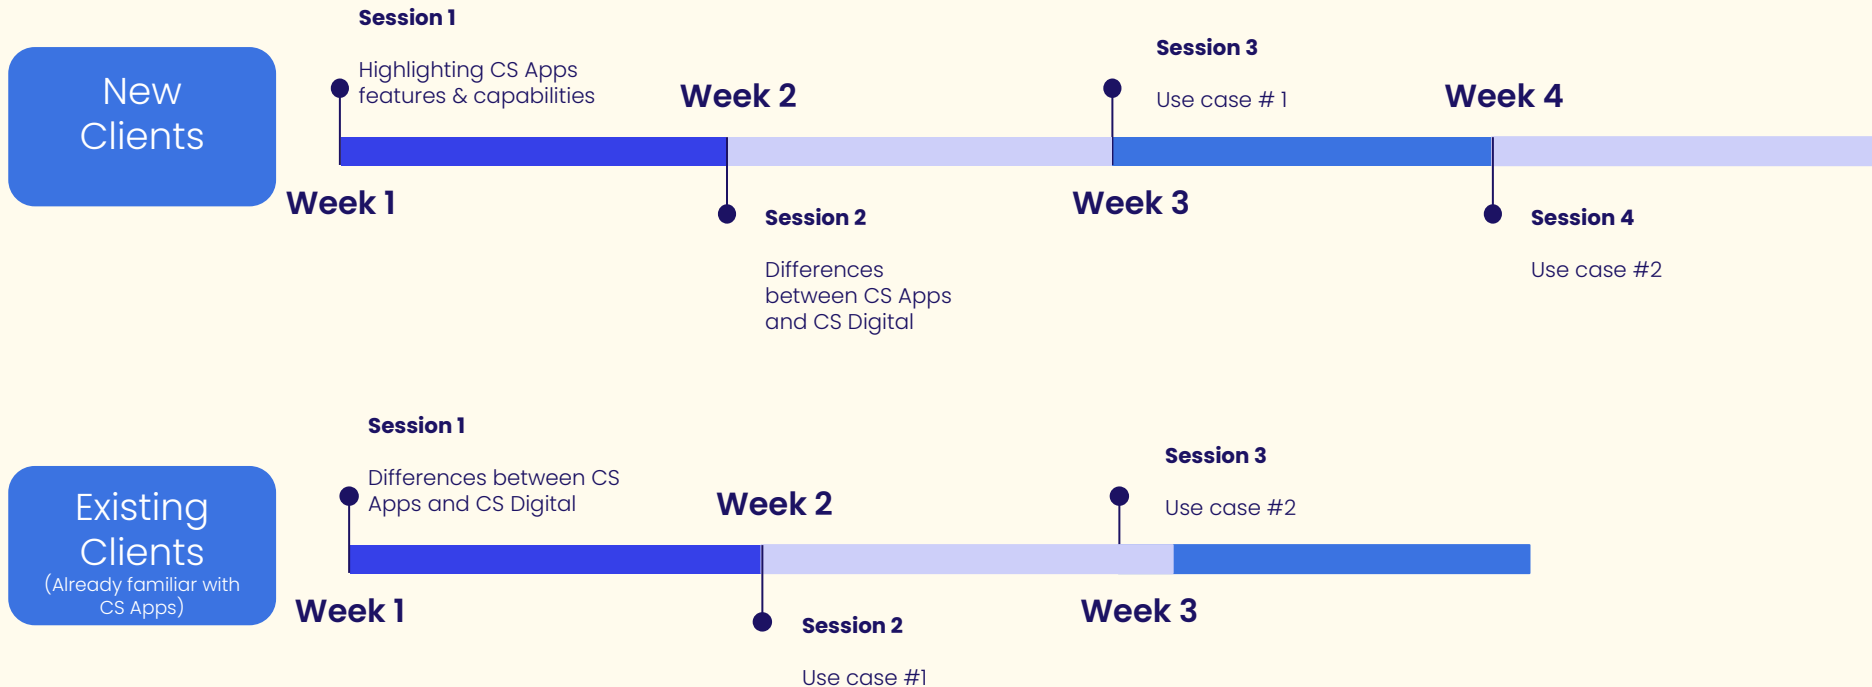 New
Clients
Session 1
Highlighting CS Apps
features & capabilities
Week 1
Week 2
Session 2
Differences
between CS Apps
and CS Digital
Session 3
Use case # 1
Week 3
Week 4
Session 4
Use case #2
Existing
Clients
(Already familiar with
CS Apps)
Session 1
Differences between CS
Apps and CS Digital
Week 1
Week 2
Session 2
Use case #1
Session 3
Use case #2
Week 3